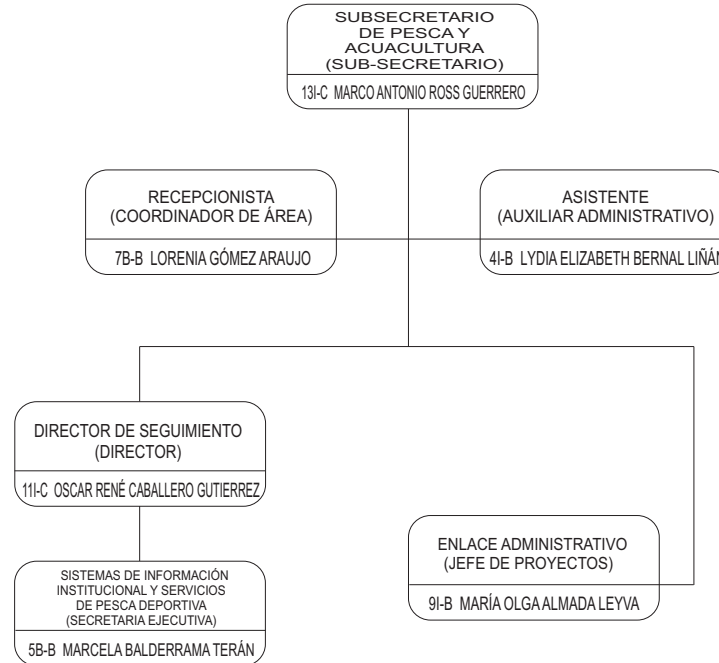 SUBSECRETARIO
DE PESCA Y
ACUACULTURA
(SUB-SECRETARIO)
13I-C MARCO ANTONIO ROSS GUERRERO
RECEPCIONISTA
(COORDINADOR DE ÁREA)
7B-B LORENIA GÓMEZ ARAUJO
ASISTENTE
(AUXILIAR ADMINISTRATIVO)
4I-B LYDIA ELIZABETH BERNAL LIÑÁN
DIRECTOR DE SEGUIMIENTO
(DIRECTOR)
11I-C OSCAR RENÉ CABALLERO GUTIERREZ
SISTEMAS DE INFORMACIÓN
INSTITUCIONAL Y SERVICIOS
DE PESCA DEPORTIVA
(SECRETARIA EJECUTIVA)
5B-B MARCELA BALDERRAMA TERÁN
ENLACE ADMINISTRATIVO
(JEFE DE PROYECTOS)
9I-B MARÍA OLGA ALMADA LEYVA